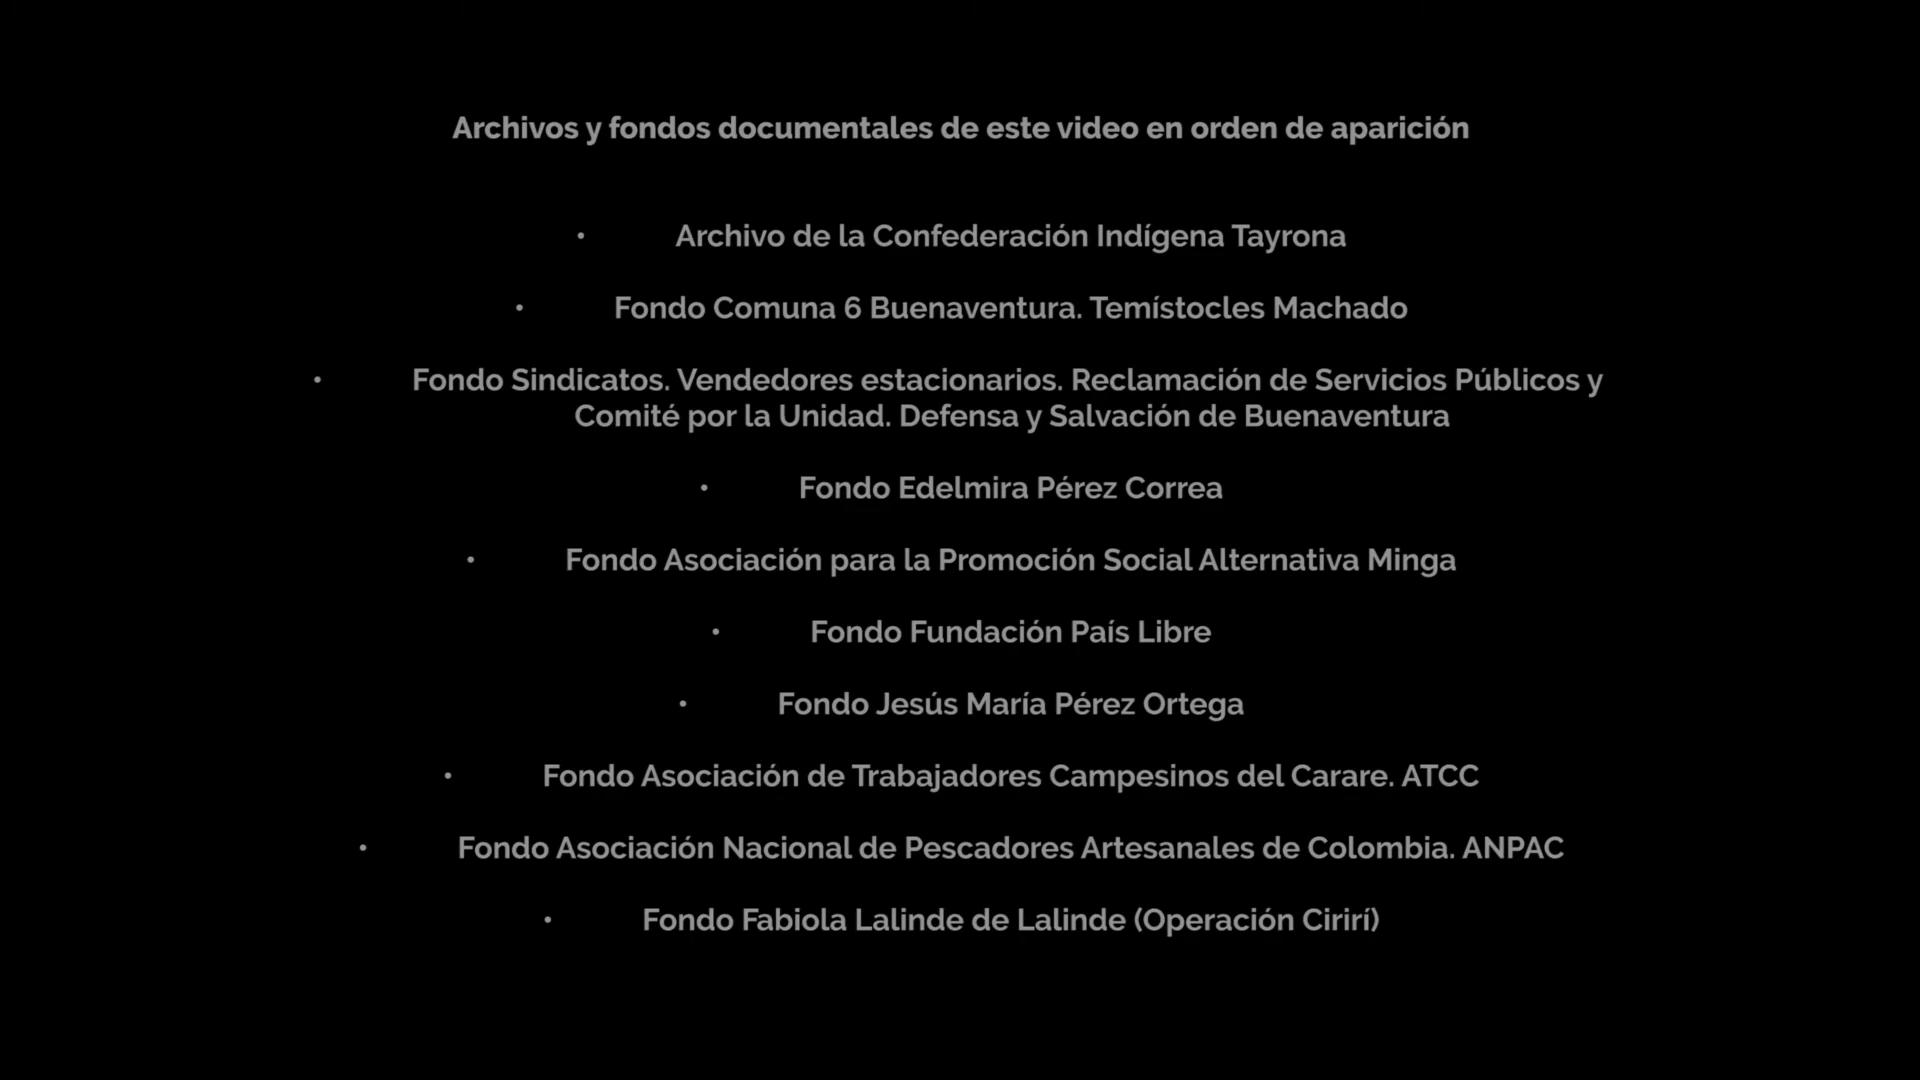 Archivos y fondos documentales de este video en orden de aparición
• Archivo de la Confederación Indígena Tayrona
• Fondo Comuna 6 Buenaventura. Temístocles Machado
• Fondo Sindicatos. Vendedores estacionarios. Reclamación de Servicios Públicos y
Comité por la Unidad. Defensa y Salvación de Buenaventura
• Fondo Edelmira Pérez Correa
• Fondo Asociación para la Promoción Social Alternativa Minga
• Fondo Fundación País Libre
• Fondo Jesús María Pérez Ortega
• Fondo Asociación de Trabajadores Campesinos del Carare. ATCC
• Fondo Asociación Nacional de Pescadores Artesanales de Colombia. ANPAC
• Fondo Fabiola Lalinde de Lalinde (Operación Cirirí)